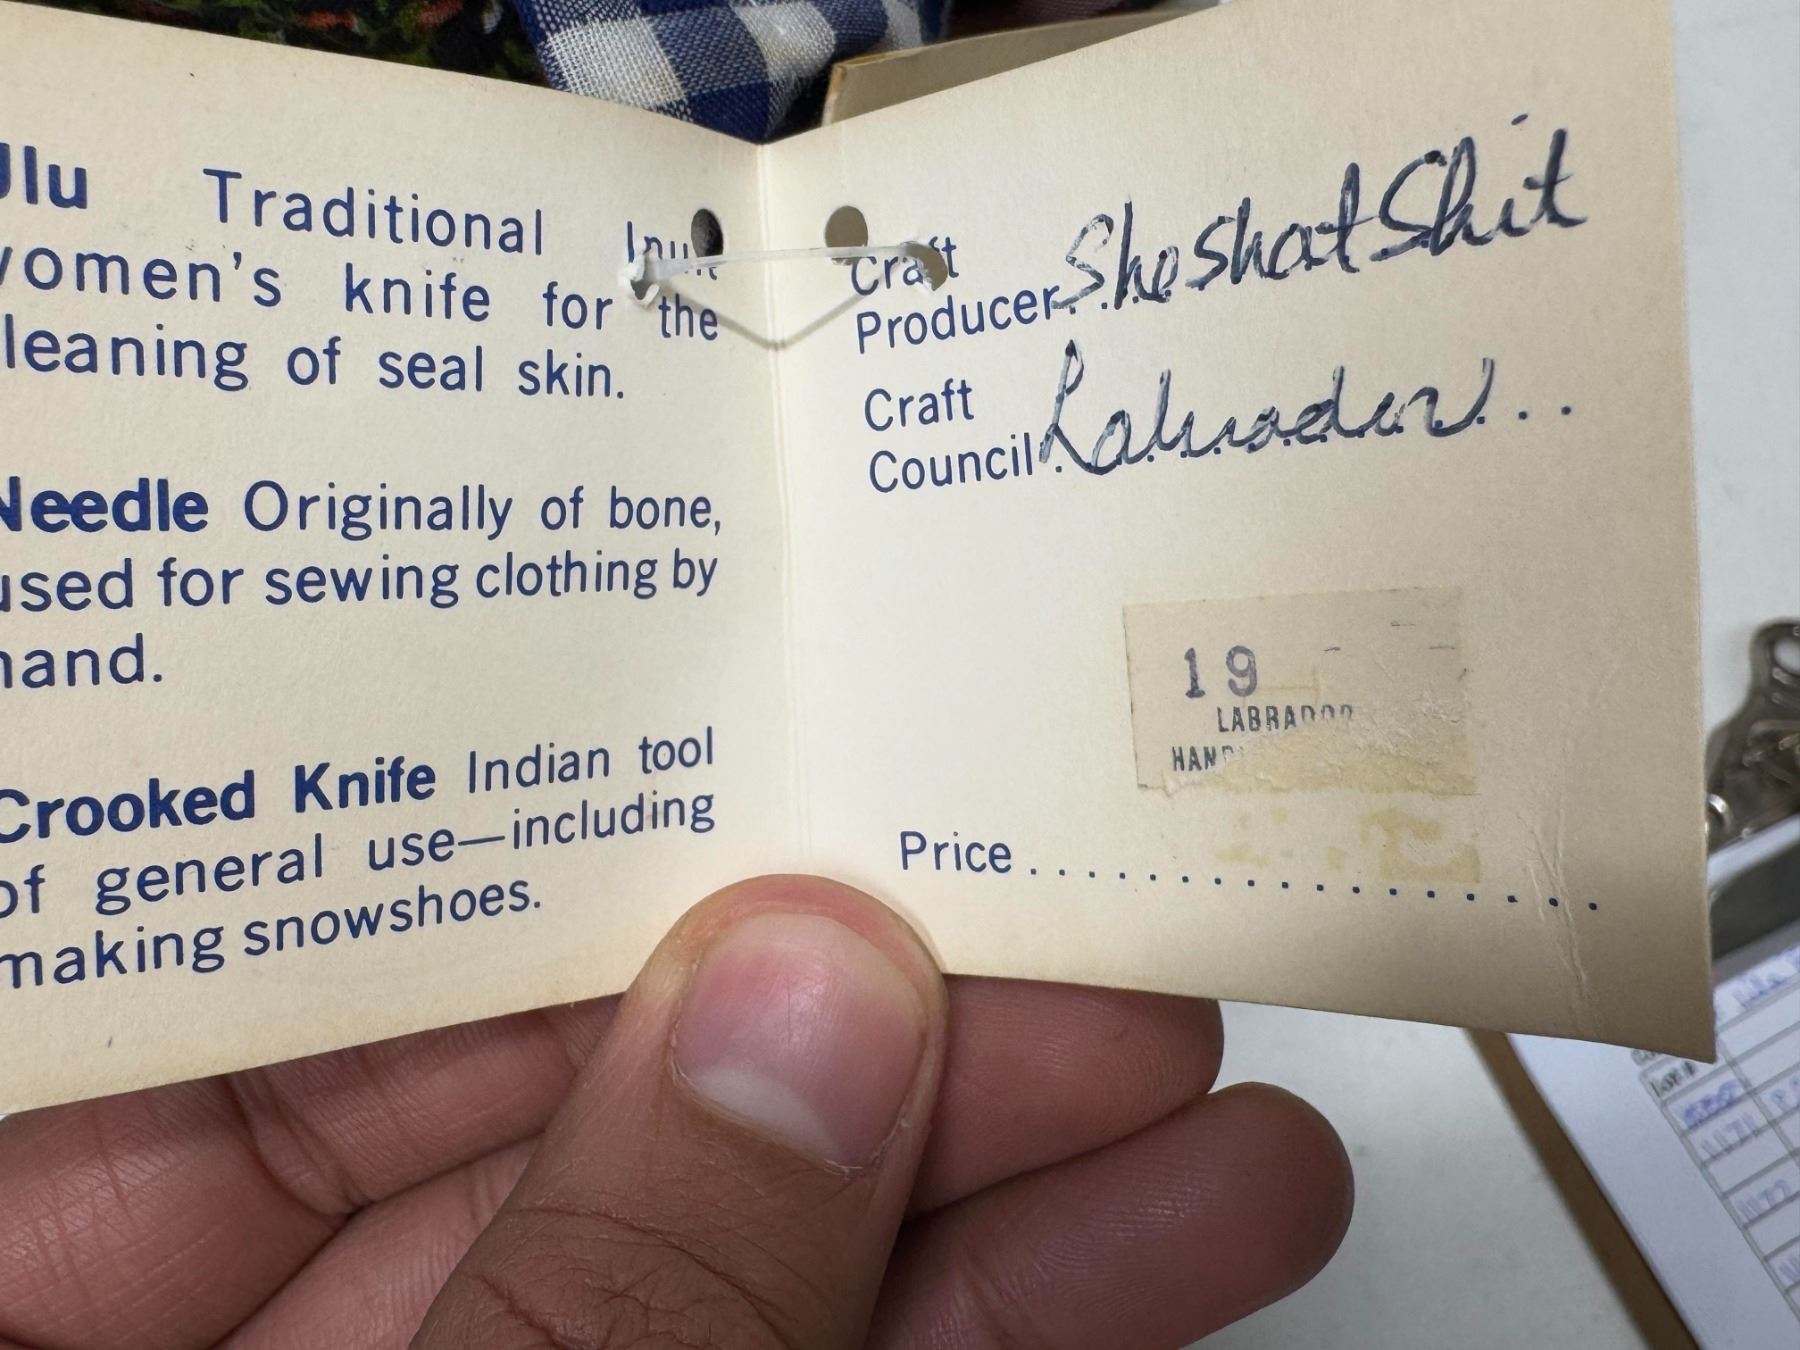 Ulu Traditional Inuit
women's knife for the
cleaning of seal skin.
Needle Originally of bone,
used for sewing clothing by
hand.
Crooked Knife Indian tool
of general use—including
making snowshoes.
Craft
Producer SheshatShit
Craft
Council Labrador...
19
LABRADOR
Price..................